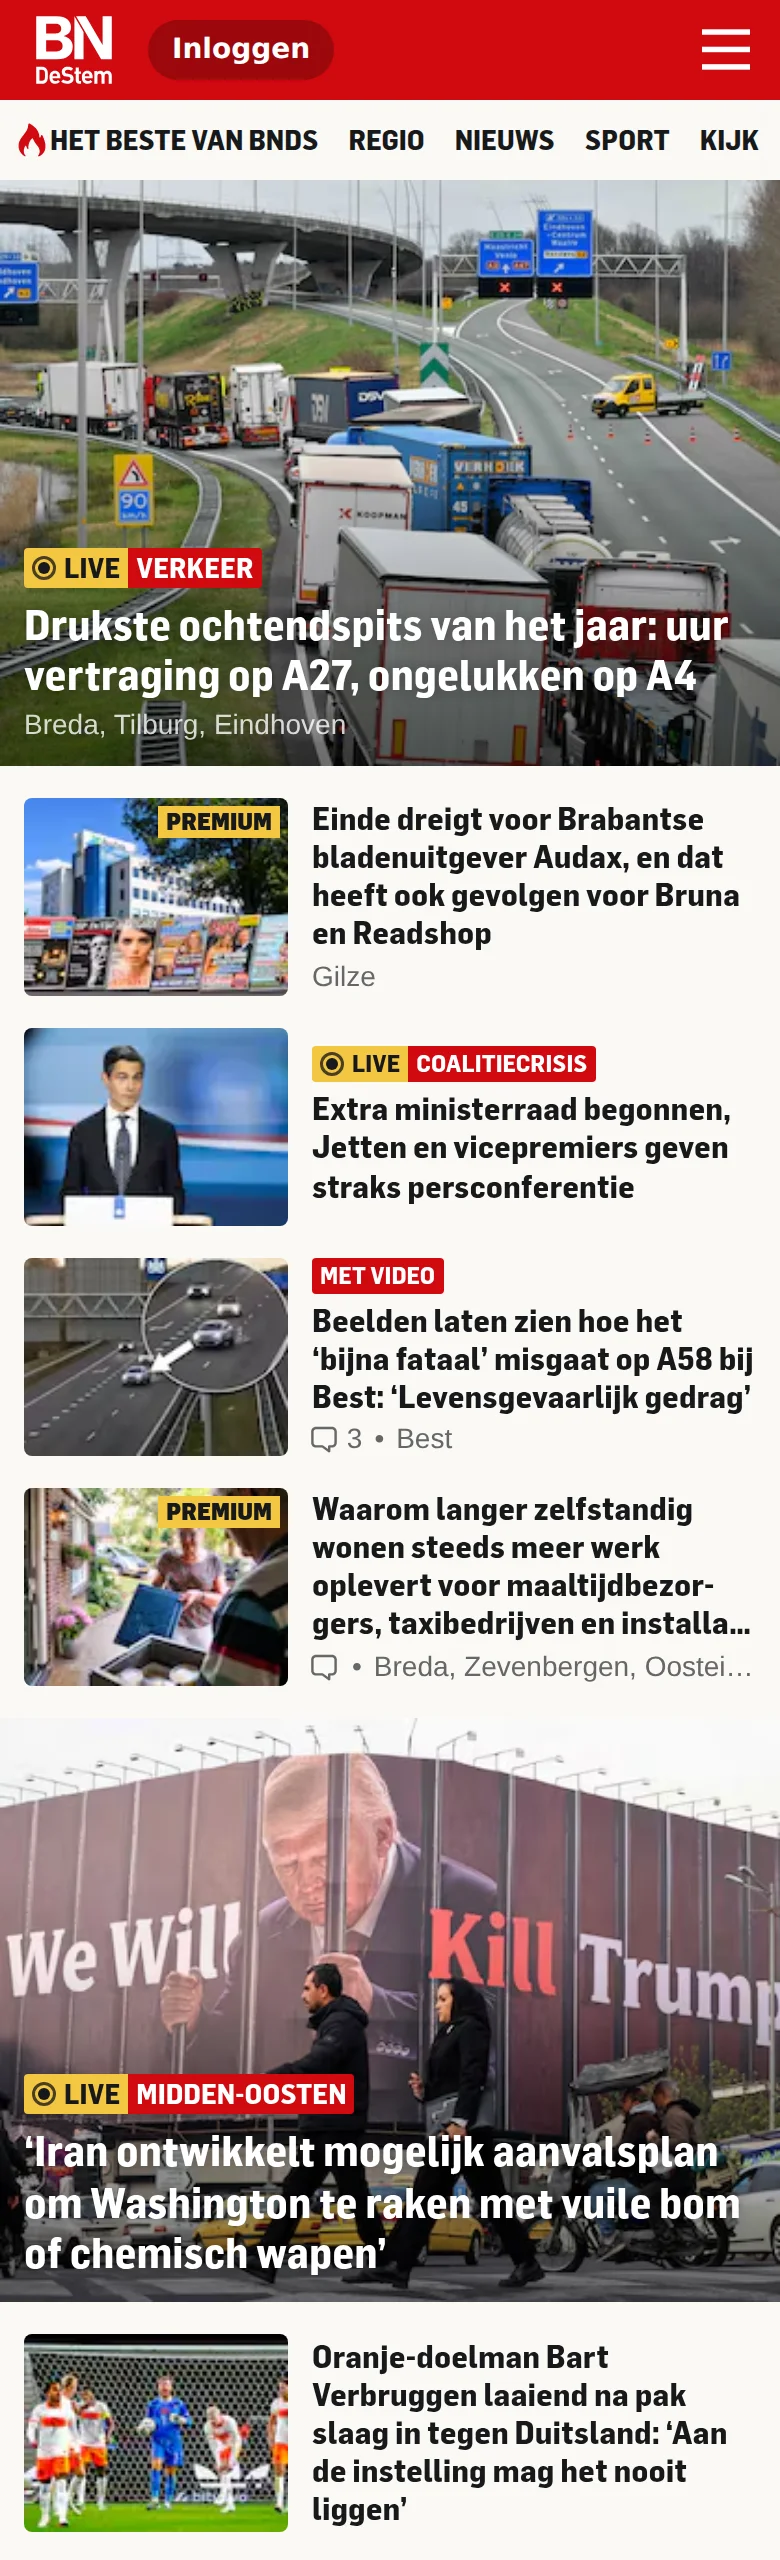 BN
DeStem
Inloggen
HET BESTE VAN BNDS REGIO NIEUWS SPORT KIJK
90
KOOPMAN
DSV
VERHOEK
45
LIVE VERKEER
Drukste ochtendspits van het jaar: uur
vertraging op A27, ongelukken op A4
Breda, Tilburg, Eindhoven
PREMIUM
Einde dreigt voor Brabantse
bladenuitgever Audax, en dat
heeft ook gevolgen voor Bruna
en Readshop
Gilze
LIVE COALITIECRISIS
Extra ministerraad begonnen,
Jetten en vicepremiers geven
straks persconferentie
MET VIDEO
Beelden laten zien hoe het
‘bijna fataal’ misgaat op A58 bij
Best: ‘Levensgevaarlijk gedrag’
3 • Best
PREMIUM
Waarom langer zelfstandig
wonen steeds meer werk
oplevert voor maaltijdbezor-
gers, taxibedrijven en installa...
• Breda, Zevenbergen, Oostei...
We Will Kill Trump
LIVE MIDDEN-OOSTEN
‘Iran ontwikkelt mogelijk aanvalsplan
om Washington te raken met vuile bom
of chemisch wapen’
Oranje-doelman Bart
Verbruggen laaiend na pak
slaag in tegen Duitsland: ‘Aan
de instelling mag het nooit
liggen’